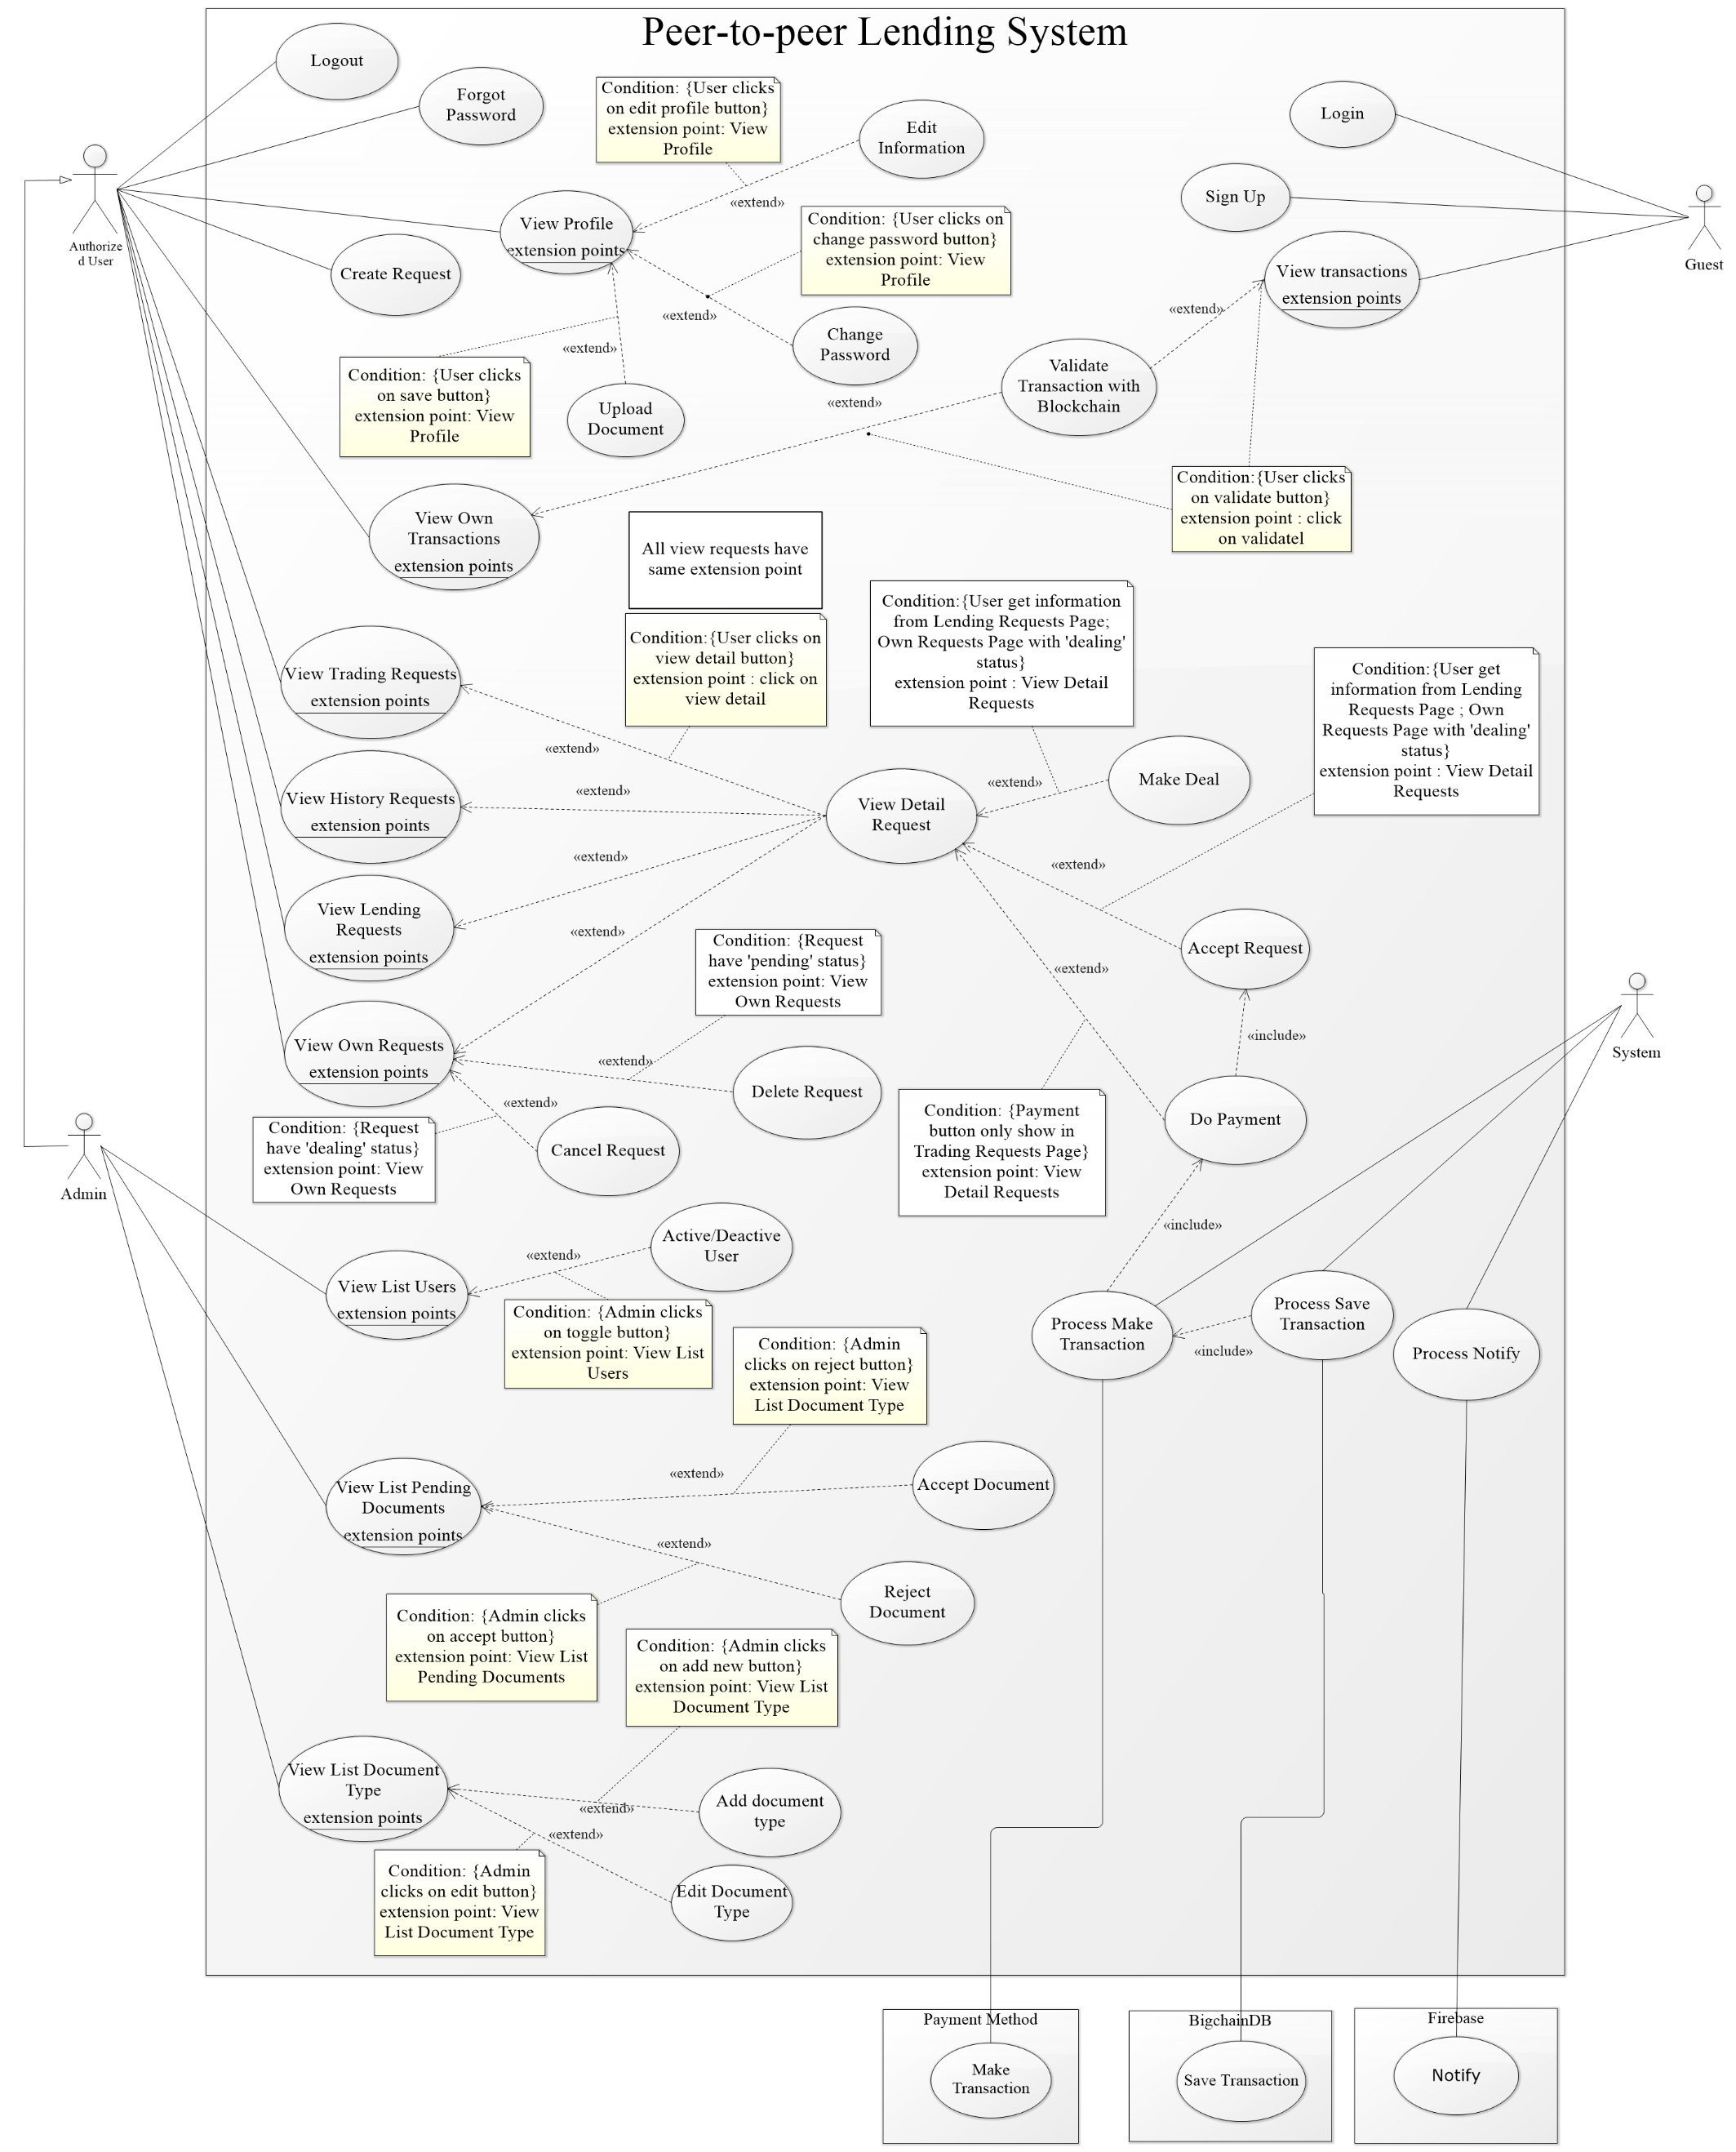 Peer-to-peer Lending System
Logout
Forgot
Password
Condition: {User clicks
on edit profile button}
extension point: View
Profile
Edit
Information
Login
Sign Up
«extend»
View Profile
extension points
Authorize
d User
Condition: {User clicks on
change password button}
extension point: View
Profile
Guest
Create Request
View transactions
extension points
«extend»
«extend»
«extend»
Change
Password
Validate
Transaction with
Blockchain
Condition: {User clicks
on save button}
extension point: View
Profile
Upload
Document
«extend»
Condition:{User clicks
on validate button}
extension point : click
on validatel
View Own
Transactions
extension points
All view requests have
same extension point
Condition:{User get information
from Lending Requests Page;
Own Requests Page with 'dealing'
status}
extension point : View Detail
Requests
Condition:{User clicks on
view detail button}
extension point : click on
view detail
Condition:{User get
information from Lending
Requests Page ; Own
Requests Page with 'dealing'
status}
extension point : View Detail
Requests
View Trading Requests
extension points
«extend»
«extend»
Make Deal
View History Requests
extension points
«extend»
View Detail
Request
«extend»
«extend»
View Lending
Requests
extension points
«extend»
Condition: {Request
have 'pending' status}
extension point: View
Own Requests
Accept Request
«extend»
System
View Own Requests
extension points
«extend»
«include»
Delete Request
«extend»
Condition: {Request
have 'dealing' status}
extension point: View
Own Requests
Cancel Request
Condition: {Payment
button only show in
Trading Requests Page}
extension point: View
Detail Requests
Do Payment
Admin
«include»
Active/Deactive
User
«extend»
View List Users
extension points
Condition: {Admin clicks
on toggle button}
extension point: View List
Users
Condition: {Admin
clicks on reject button}
extension point: View
List Document Type
Process Make
Transaction
Process Save
Transaction
«include»
Process Notify
«extend»
View List Pending
Documents
extension points
Accept Document
«extend»
Reject
Document
Condition: {Admin clicks
on accept button}
extension point: View List
Pending Documents
Condition: {Admin clicks
on add new button}
extension point: View List
Document Type
View List Document
Type
extension points
«extend»
Add document
type
«extend»
Condition: {Admin
clicks on edit button}
extension point: View
List Document Type
Edit Document
Type
Payment Method
Make
Transaction
BigchainDB
Save Transaction
Firebase
Notify